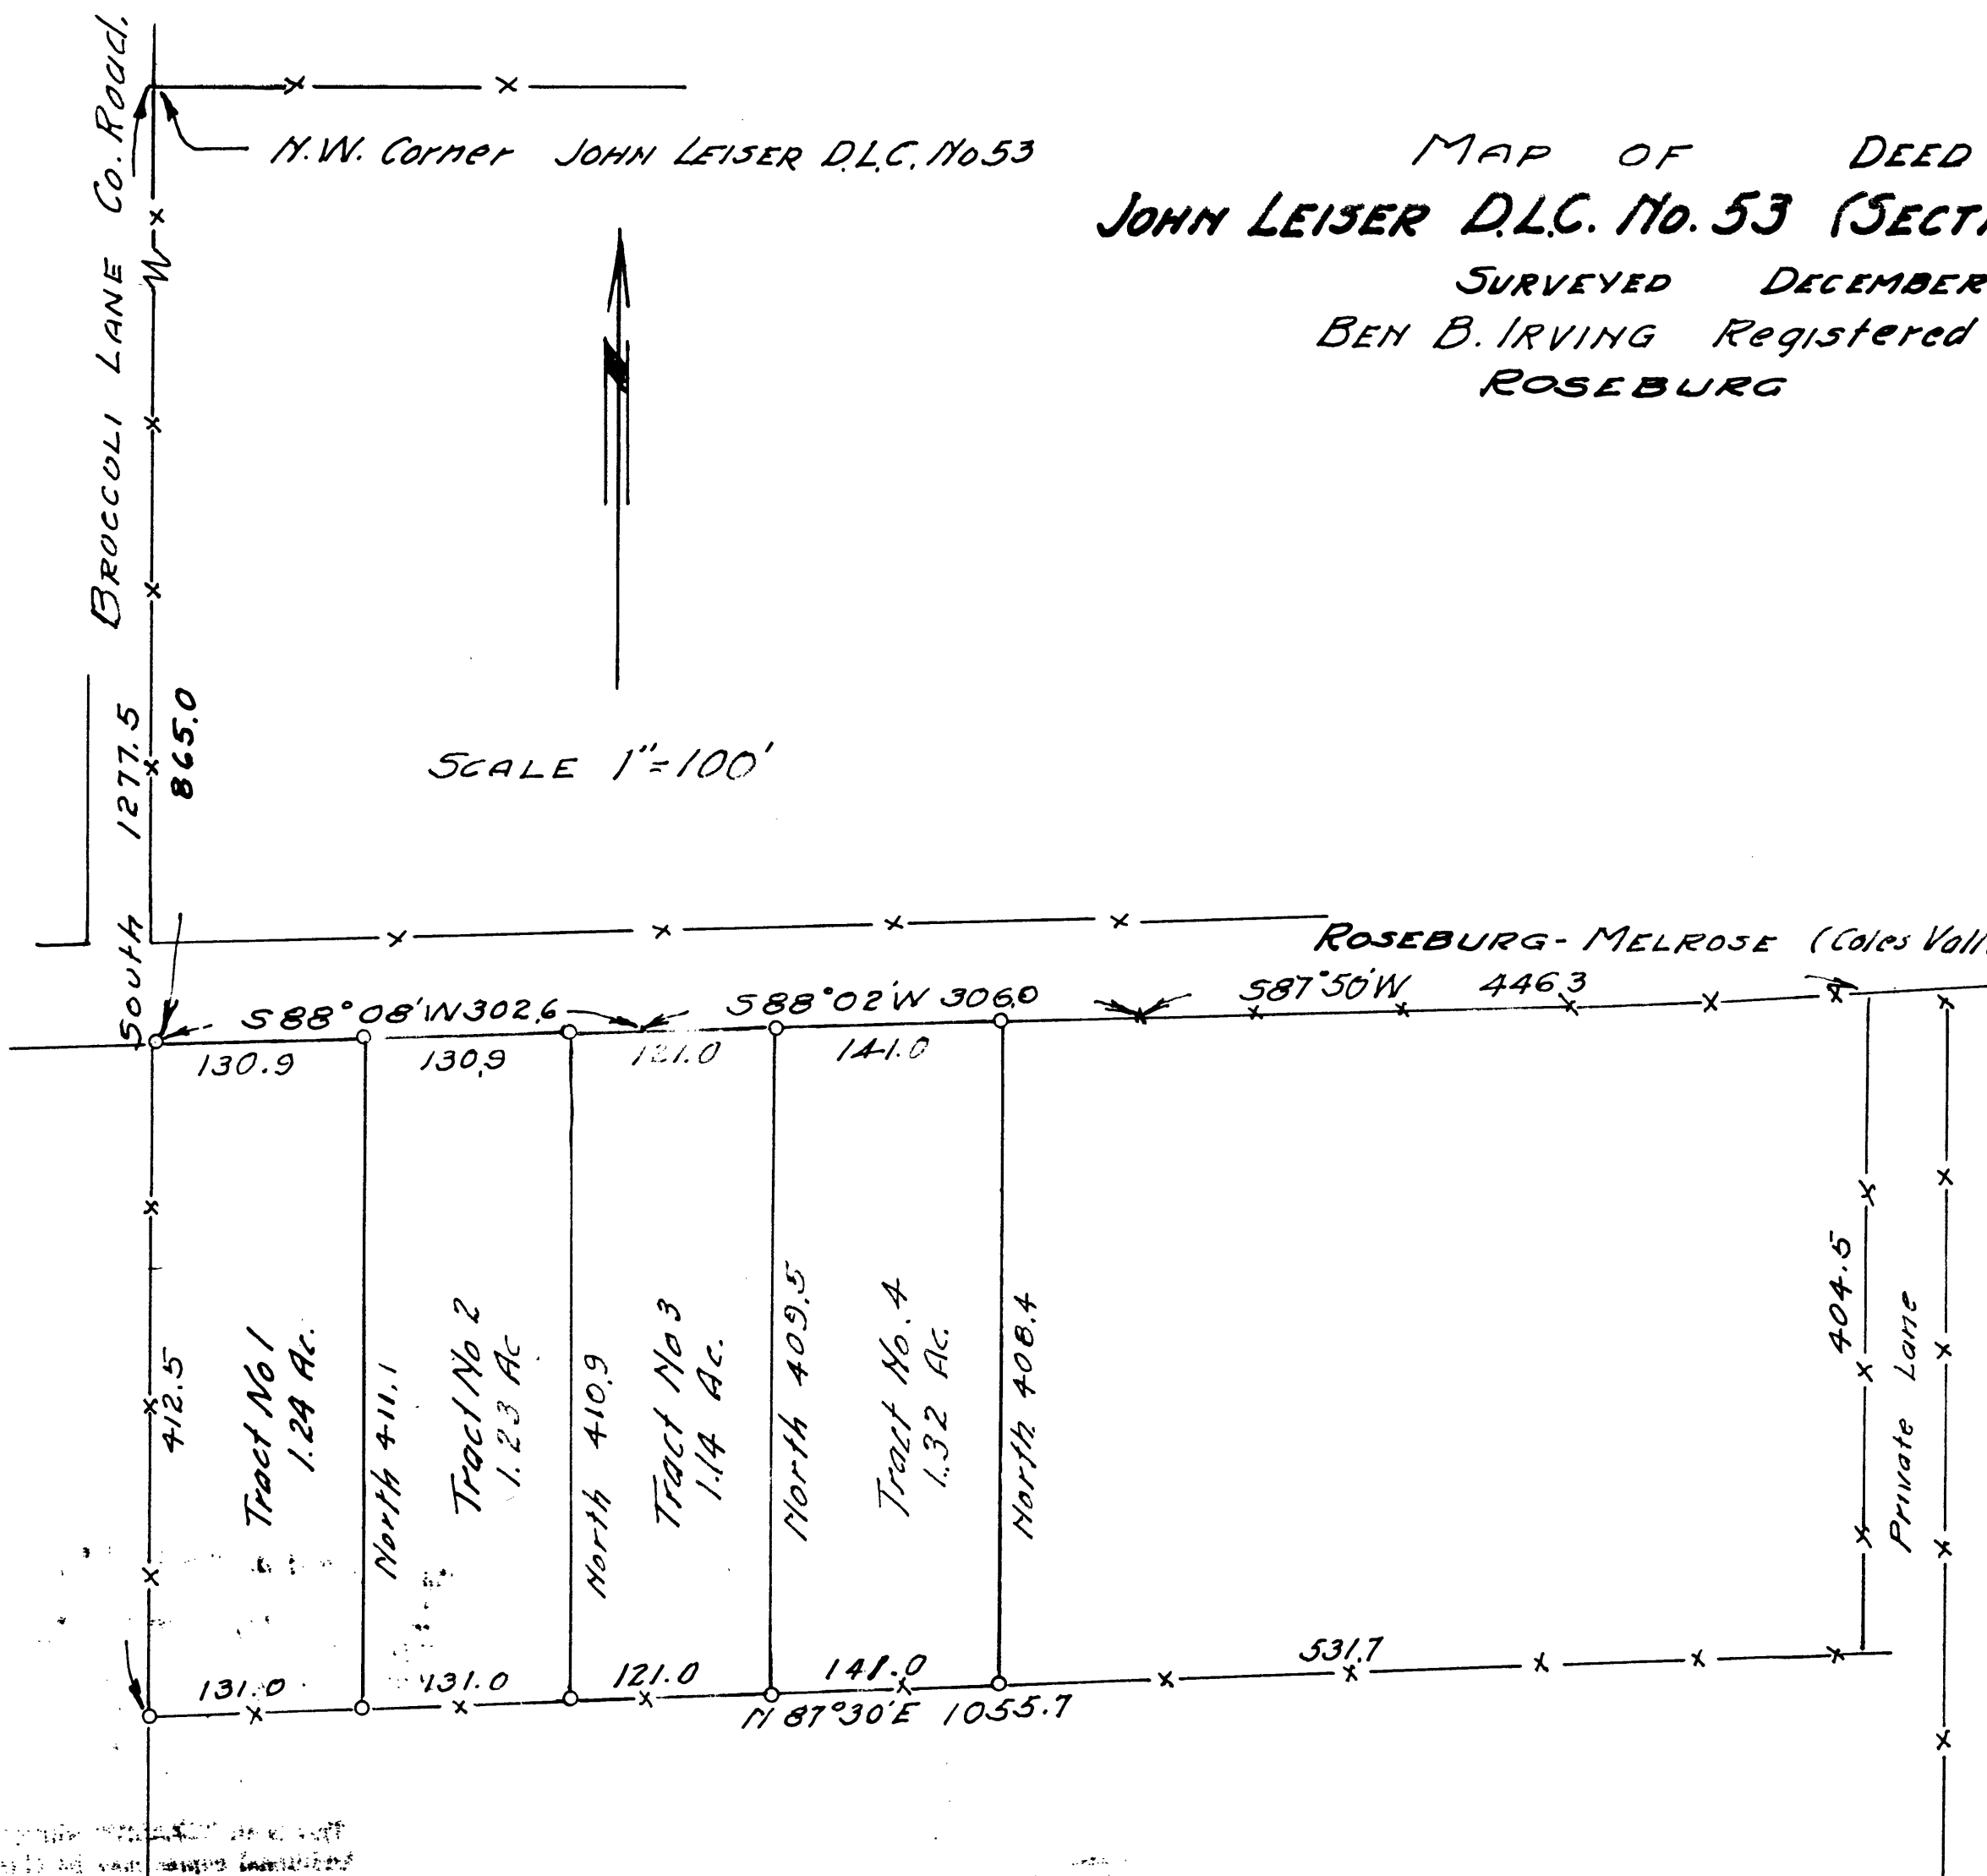 BROCCOLI LANE CO. Road.
N.W. Corner JOHN LEISER D.L.C. No 53
MAP OF DEED
JOHN LEISER D.L.C. No. 53 (SECTI
SURVEYED DECEMBER
BEN B. IRVING Registered
ROSEBURG
N
SCALE 1"=100'
South 1277.5
865.0
ROSEBURG - MELROSE (Coles Vall
S88°08'W 302.6
S88°02'W 306.0
S87°50'W 446.3
130.9
130.9
121.0
141.0
412.5
Tract No 1
1.24 Ac.
North 411.1
Tract No 2
1.23 Ac
North 410.9
Tract No 3
1.14 Ac.
North 409.5
Tract No. 4
1.32 Ac.
North 408.4
404.5
Private Lane
131.0
131.0
121.0
141.0
531.7
N 87°30'E 1055.7